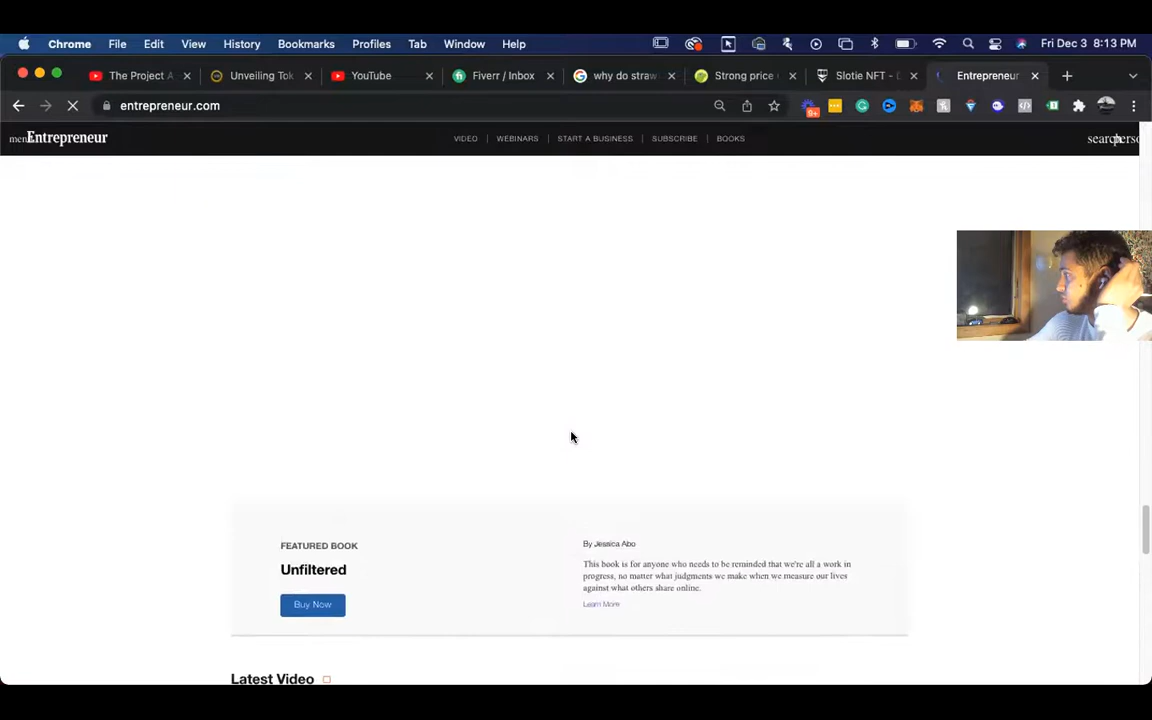 Chrome File Edit View History Bookmarks Profiles Tab Window Help Fri Dec 3 8:13 PM
The Project A Unveiling Tok YouTube Fiverr / Inbox why do straw Strong price Slotie NFT - D Entrepreneur
entrepreneur.com 9+
Entrepreneur VIDEO | WEBINARS | START A BUSINESS | SUBSCRIBE | BOOKS
FEATURED BOOK
Unfiltered
Buy Now
By Jessica Abo
This book is for anyone who needs to be reminded that we're all a work in
progress, no matter what judgments we make when we measure our lives
against what others share online.
Learn More
Latest Video